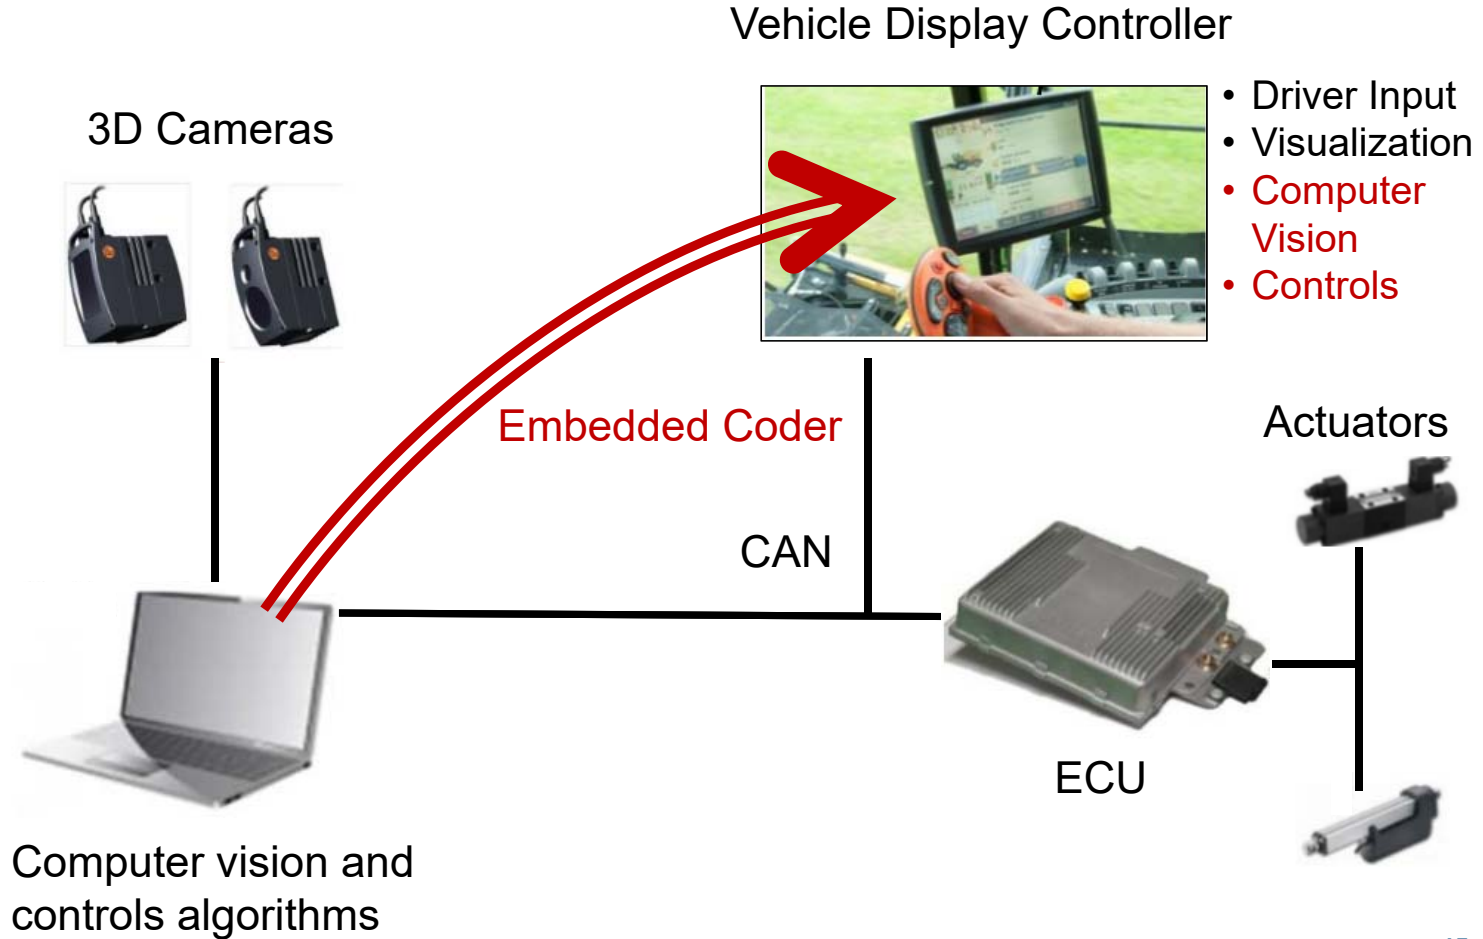 Vehicle Display Controller
3D Cameras
• Driver Input
• Visualization
• Computer
Vision
• Controls
Embedded Coder
Actuators
CAN
ECU
Computer vision and
controls algorithms